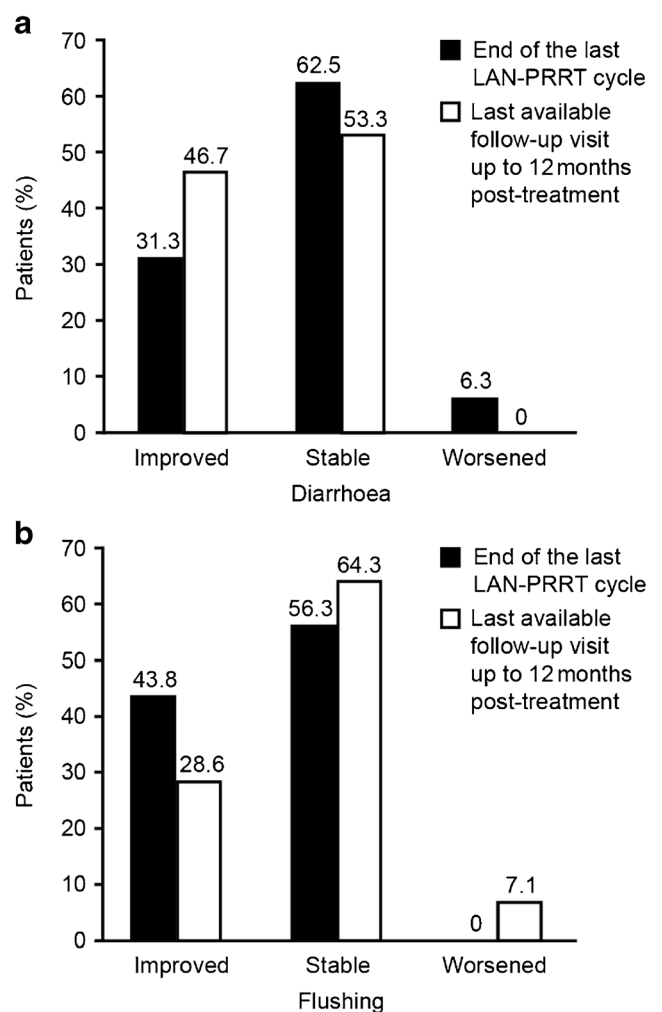 a
70
60
50
40
30
20
10
0
Patients (%)
31.3
46.7
62.5
53.3
6.3
0
End of the last
LAN-PRRT cycle
Last available
follow-up visit
up to 12 months
post-treatment
Improved
Stable
Worsened
Diarrhoea
b
70
60
50
40
30
20
10
0
Patients (%)
43.8
28.6
56.3
64.3
0
7.1
End of the last
LAN-PRRT cycle
Last available
follow-up visit
up to 12 months
post-treatment
Improved
Stable
Worsened
Flushing